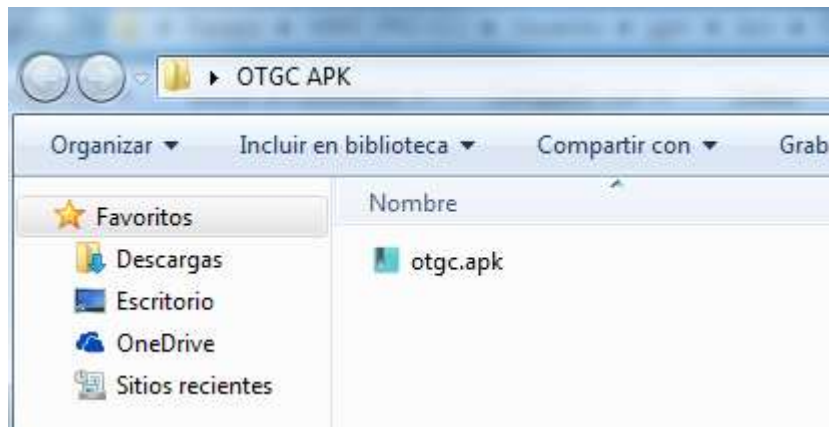 OTGC APK
Organizar Incluir en biblioteca Compartir con Grab
Favoritos
Descargas
Escritorio
OneDrive
Sitios recientes
Nombre
otgc.apk